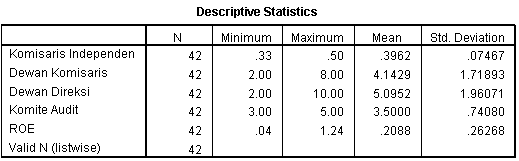 Descriptive Statistics
N Minimum Maximum Mean Std. Deviation
Komisaris Independen 42 .33 .50 .3962 .07467
Dewan Komisaris 42 2.00 8.00 4.1429 1.71893
Dewan Direksi 42 2.00 10.00 5.0952 1.96071
Komite Audit 42 3.00 5.00 3.5000 .74080
ROE 42 .04 1.24 .2088 .26268
Valid N (listwise) 42